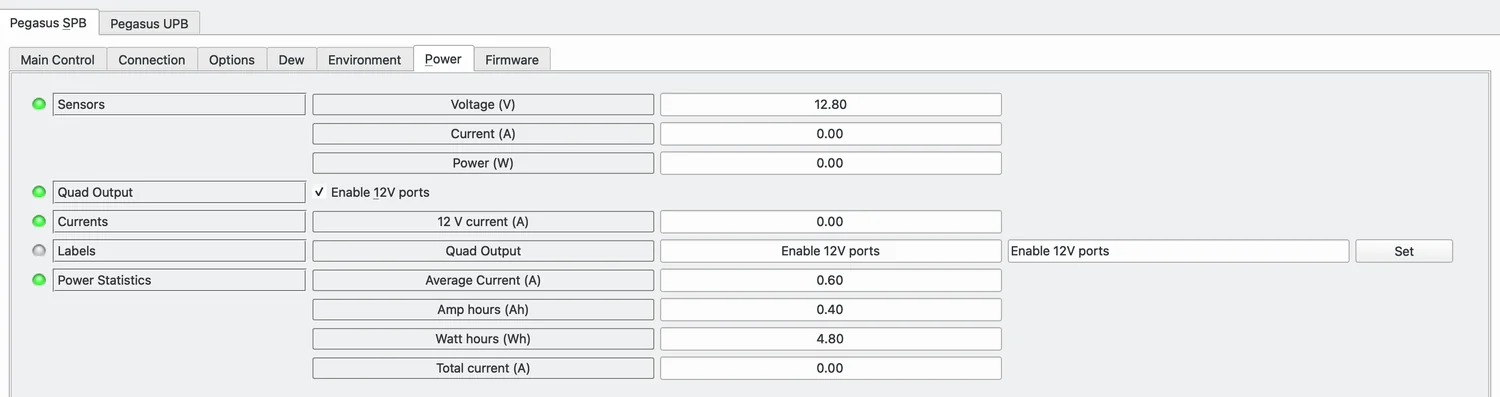 Pegasus SPB Pegasus UPB
Main Control Connection Options Dew Environment Power Firmware
Sensors Voltage (V) 12.80
Current (A) 0.00
Power (W) 0.00
Quad Output ✓ Enable 12V ports
Currents 12 V current (A) 0.00
Labels Quad Output Enable 12V ports Enable 12V ports Set
Power Statistics Average Current (A) 0.60
Amp hours (Ah) 0.40
Watt hours (Wh) 4.80
Total current (A) 0.00